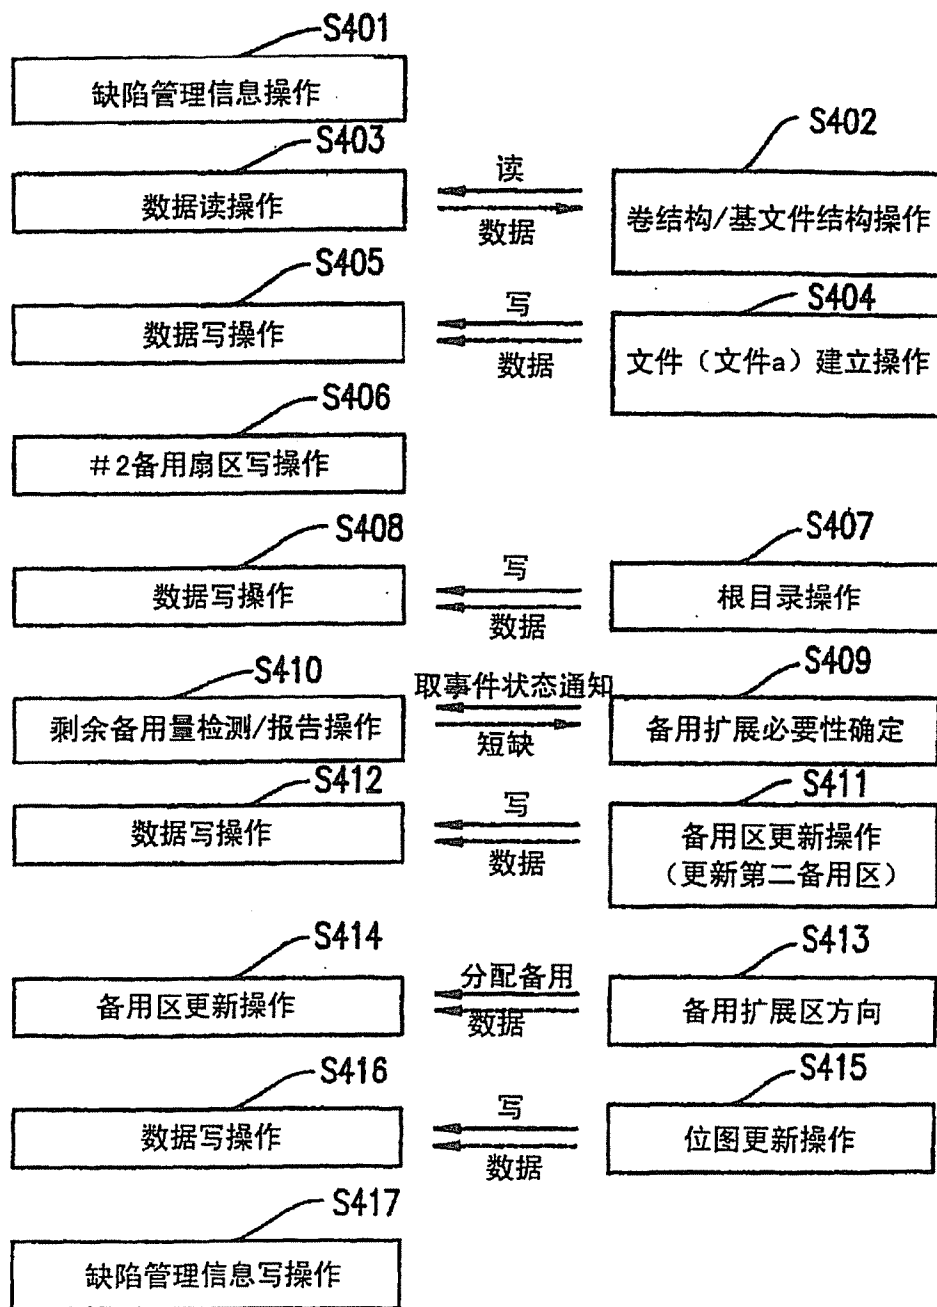 S401
缺陷管理信息操作
S403
数据读操作
读
数据
S402
卷结构/基文件结构操作
S405
数据写操作
写
数据
S404
文件（文件a）建立操作
S406
#2备用扇区写操作
S408
数据写操作
写
数据
S407
根目录操作
S410
剩余备用量检测/报告操作
取事件状态通知
短缺
S409
备用扩展必要性确定
S412
数据写操作
写
数据
S411
备用区更新操作
（更新第二备用区）
S414
备用区更新操作
分配备用
数据
S413
备用扩展区方向
S416
数据写操作
写
数据
S415
位图更新操作
S417
缺陷管理信息写操作